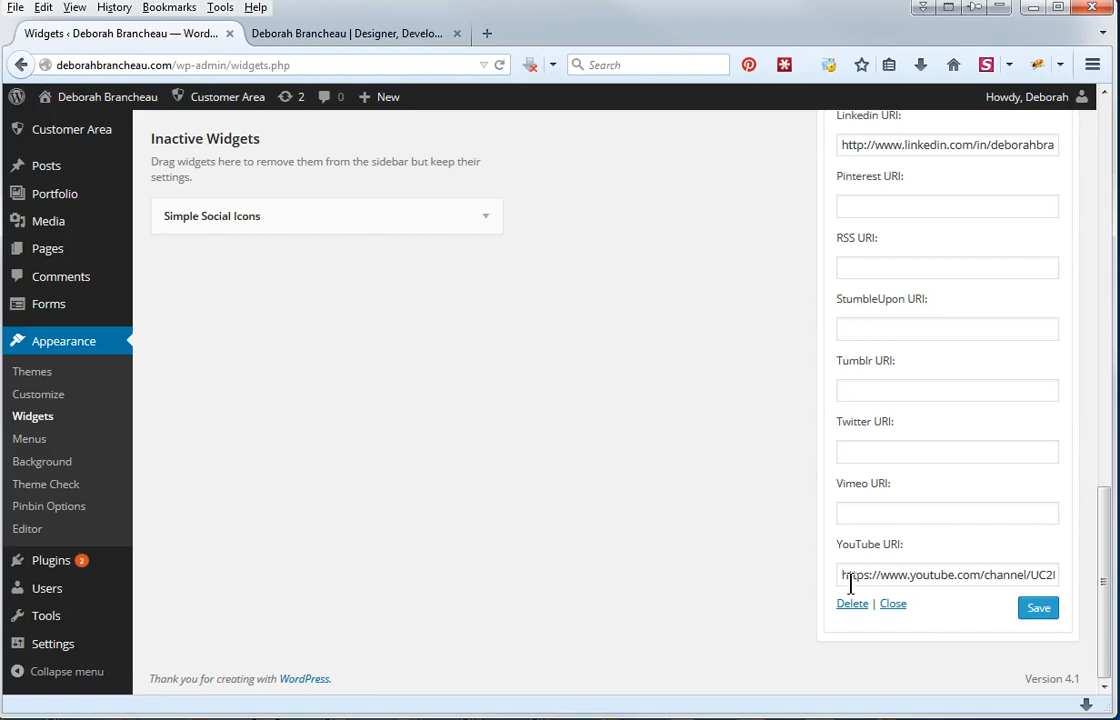 File Edit View History Bookmarks Tools Help
Widgets ‹ Deborah Brancheau — Word... × Deborah Brancheau | Designer, Develo... × +
deborahbrancheau.com/wp-admin/widgets.php Search
Deborah Brancheau Customer Area 2 0 + New Howdy, Deborah
Customer Area
Posts
Portfolio
Media
Pages
Comments
Forms
Appearance
Themes
Customize
Widgets
Menus
Background
Theme Check
Pinbin Options
Editor
Plugins 2
Users
Tools
Settings
Collapse menu
Inactive Widgets
Drag widgets here to remove them from the sidebar but keep their
settings.
Simple Social Icons
Linkedin URI:
http://www.linkedin.com/in/deborahbra
Pinterest URI:
RSS URI:
StumbleUpon URI:
Tumblr URI:
Twitter URI:
Vimeo URI:
YouTube URI:
https://www.youtube.com/channel/UC2I
Delete | Close Save
Thank you for creating with WordPress. Version 4.1